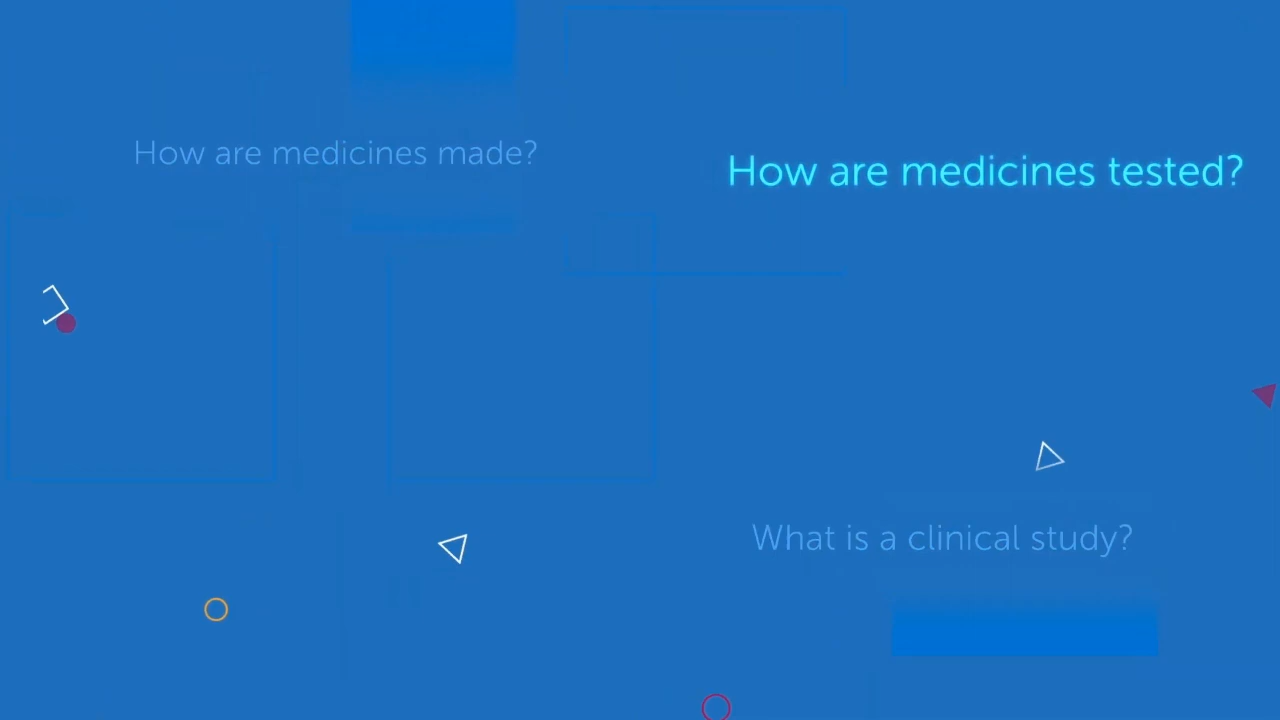 How are medicines made?
How are medicines tested?
What is a clinical study?